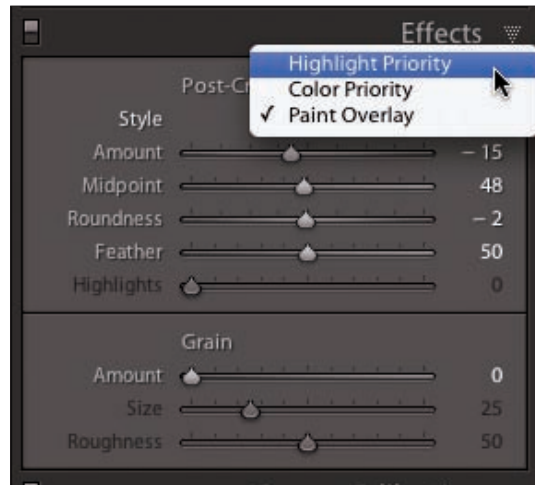 Effects
Highlight Priority
Post-Cr
Color Priority
Style
✓ Paint Overlay
Amount – 15
Midpoint 48
Roundness – 2
Feather 50
Highlights 0
Grain
Amount 0
Size 25
Roughness 50